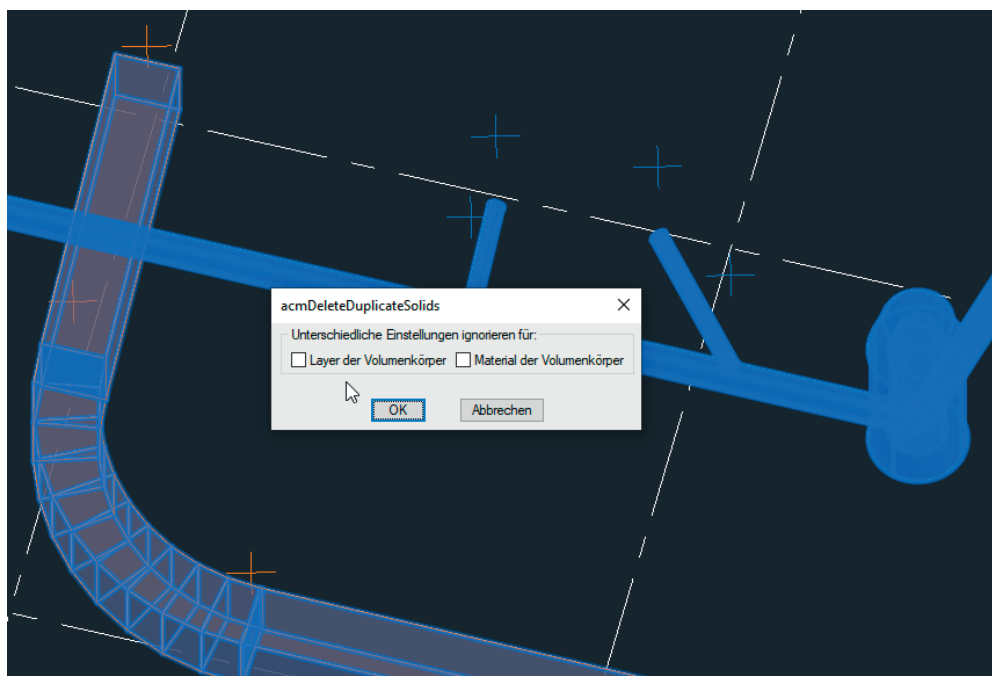 acmDeleteDuplicateSolids
Unterschiedliche Einstellungen ignorieren für:
Layer der Volumenkörper Material der Volumenkörper
OK Abbrechen